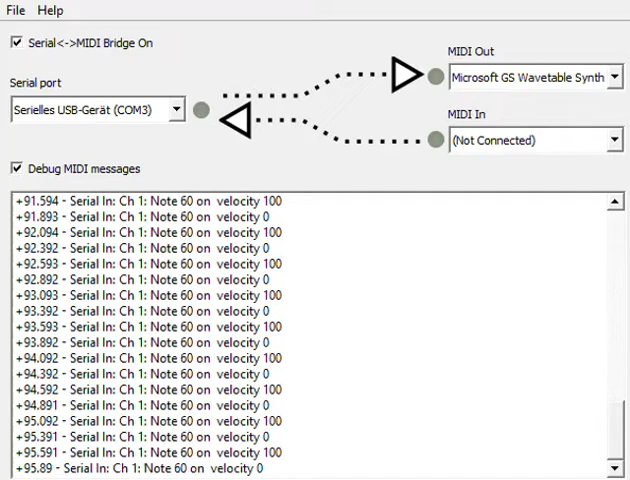 File Help
Serial<->MIDI Bridge On
MIDI Out
Serial port
Microsoft GS Wavetable Synth
Serielles USB-Gerät (COM3)
MIDI In
(Not Connected)
Debug MIDI messages
+91.594 - Serial In: Ch 1: Note 60 on  velocity 100
+91.893 - Serial In: Ch 1: Note 60 on  velocity 0
+92.094 - Serial In: Ch 1: Note 60 on  velocity 100
+92.392 - Serial In: Ch 1: Note 60 on  velocity 0
+92.593 - Serial In: Ch 1: Note 60 on  velocity 100
+92.892 - Serial In: Ch 1: Note 60 on  velocity 0
+93.093 - Serial In: Ch 1: Note 60 on  velocity 100
+93.392 - Serial In: Ch 1: Note 60 on  velocity 0
+93.593 - Serial In: Ch 1: Note 60 on  velocity 100
+93.892 - Serial In: Ch 1: Note 60 on  velocity 0
+94.092 - Serial In: Ch 1: Note 60 on  velocity 100
+94.392 - Serial In: Ch 1: Note 60 on  velocity 0
+94.592 - Serial In: Ch 1: Note 60 on  velocity 100
+94.891 - Serial In: Ch 1: Note 60 on  velocity 0
+95.092 - Serial In: Ch 1: Note 60 on  velocity 100
+95.391 - Serial In: Ch 1: Note 60 on  velocity 0
+95.591 - Serial In: Ch 1: Note 60 on  velocity 100
+95.89 - Serial In: Ch 1: Note 60 on  velocity 0